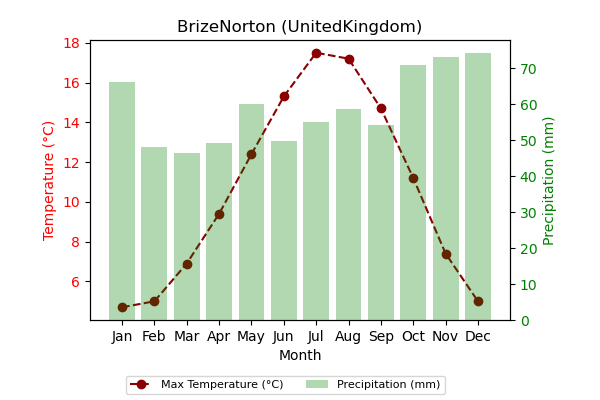 BrizeNorton (UnitedKingdom)
18
16
14
12
10
8
6
Temperature (°C)
70
60
50
40
30
20
10
0
Precipitation (mm)
Jan Feb Mar Apr May Jun Jul Aug Sep Oct Nov Dec
Month
Max Temperature (°C) Precipitation (mm)